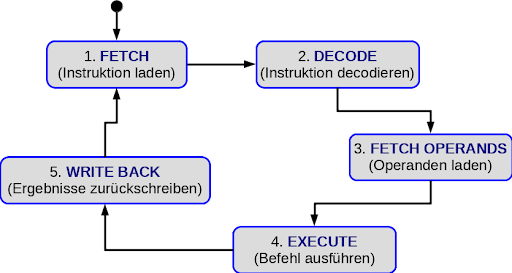 1. FETCH
(Instruktion laden)
2. DECODE
(Instruktion decodieren)
3. FETCH OPERANDS
(Operanden laden)
4. EXECUTE
(Befehl ausführen)
5. WRITE BACK
(Ergebnisse zurückschreiben)